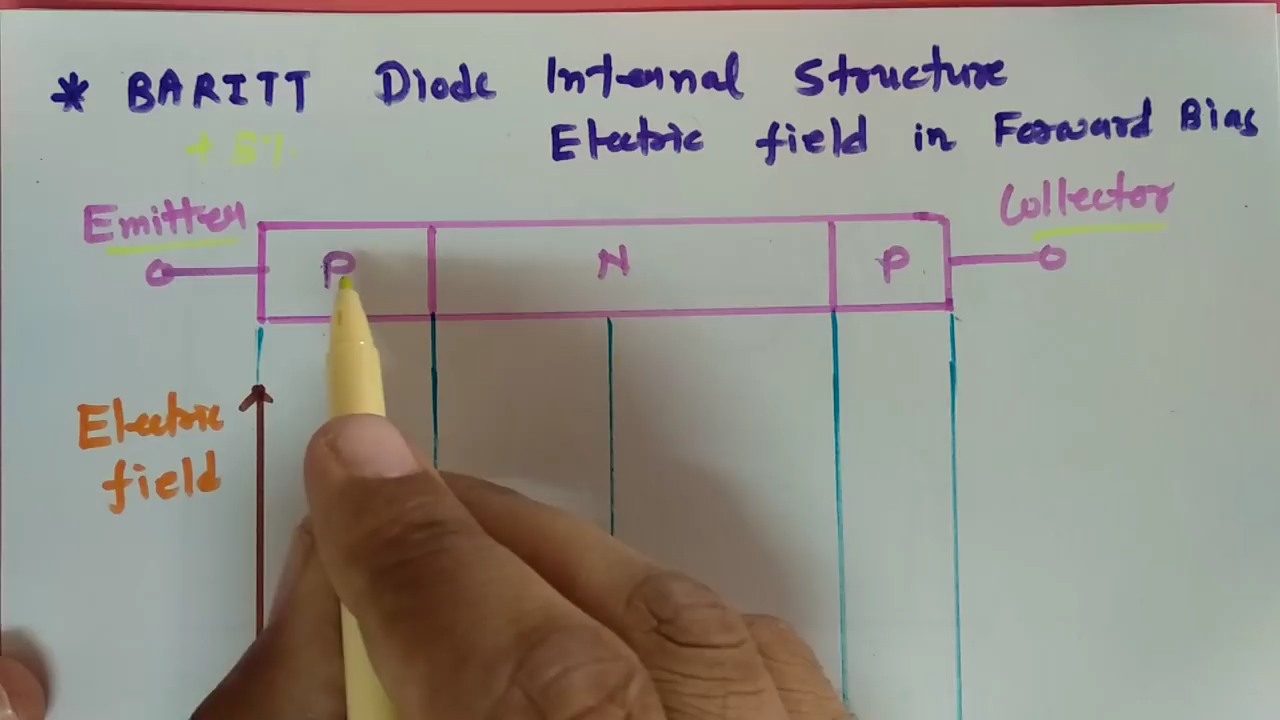 * BARITT Diode Internal Structure
Electric field in Forward Bias
Emitter
Collector
P N P
Electric
field